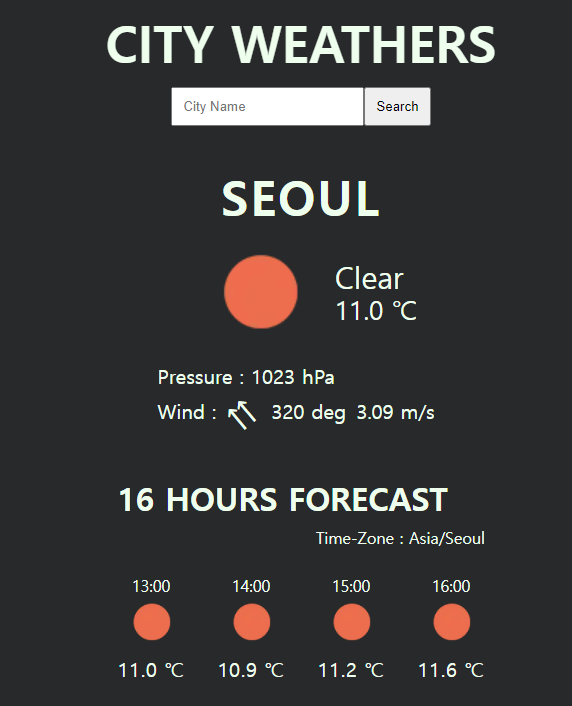 CITY WEATHERS
City Name Search
SEOUL
Clear
11.0 ℃
Pressure : 1023 hPa
Wind : 320 deg 3.09 m/s
16 HOURS FORECAST
Time-Zone : Asia/Seoul
13:00 14:00 15:00 16:00
11.0 ℃ 10.9 ℃ 11.2 ℃ 11.6 ℃